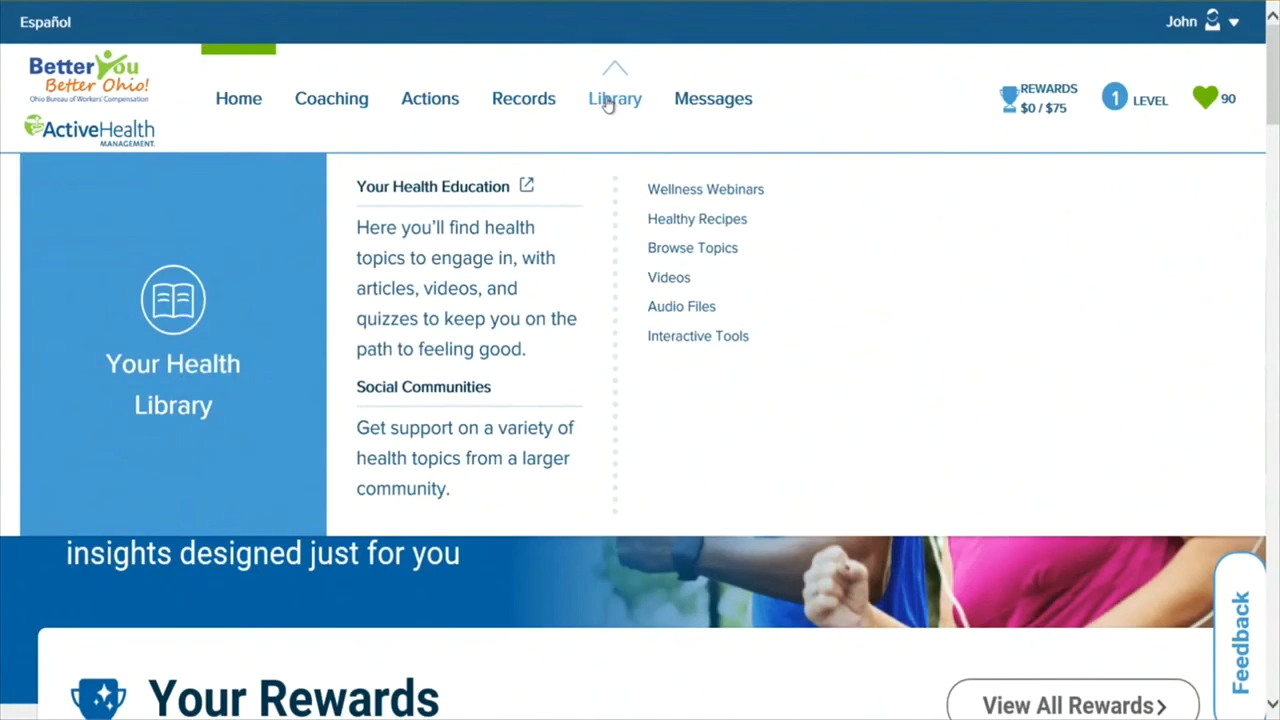 Español
John
BetterYou
Better Ohio!
Ohio Bureau of Workers' Compensation
ActiveHealth
MANAGEMENT.
Home
Coaching
Actions
Records
Library
Messages
REWARDS
$0 / $75
1 LEVEL
90
Your Health
Library
Your Health Education
Here you'll find health
topics to engage in, with
articles, videos, and
quizzes to keep you on the
path to feeling good.
Social Communities
Get support on a variety of
health topics from a larger
community.
Wellness Webinars
Healthy Recipes
Browse Topics
Videos
Audio Files
Interactive Tools
insights designed just for you
Feedback
Your Rewards
View All Rewards